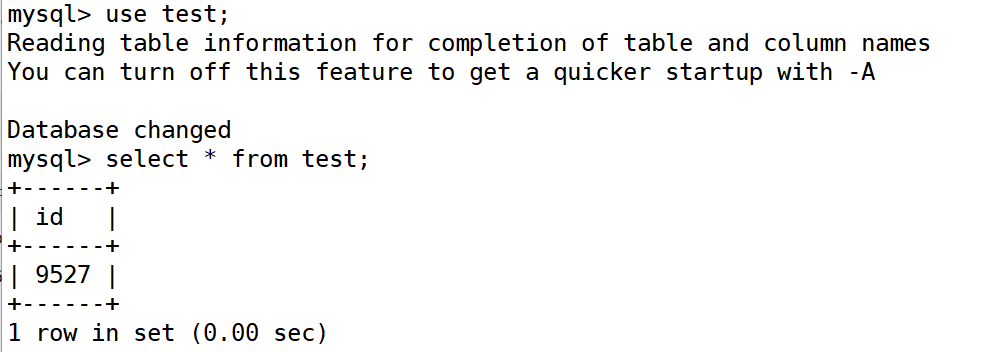 mysql> use test;
Reading table information for completion of table and column names
You can turn off this feature to get a quicker startup with -A

Database changed
mysql> select * from test;
+------+
| id   |
+------+
| 9527 |
+------+
1 row in set (0.00 sec)